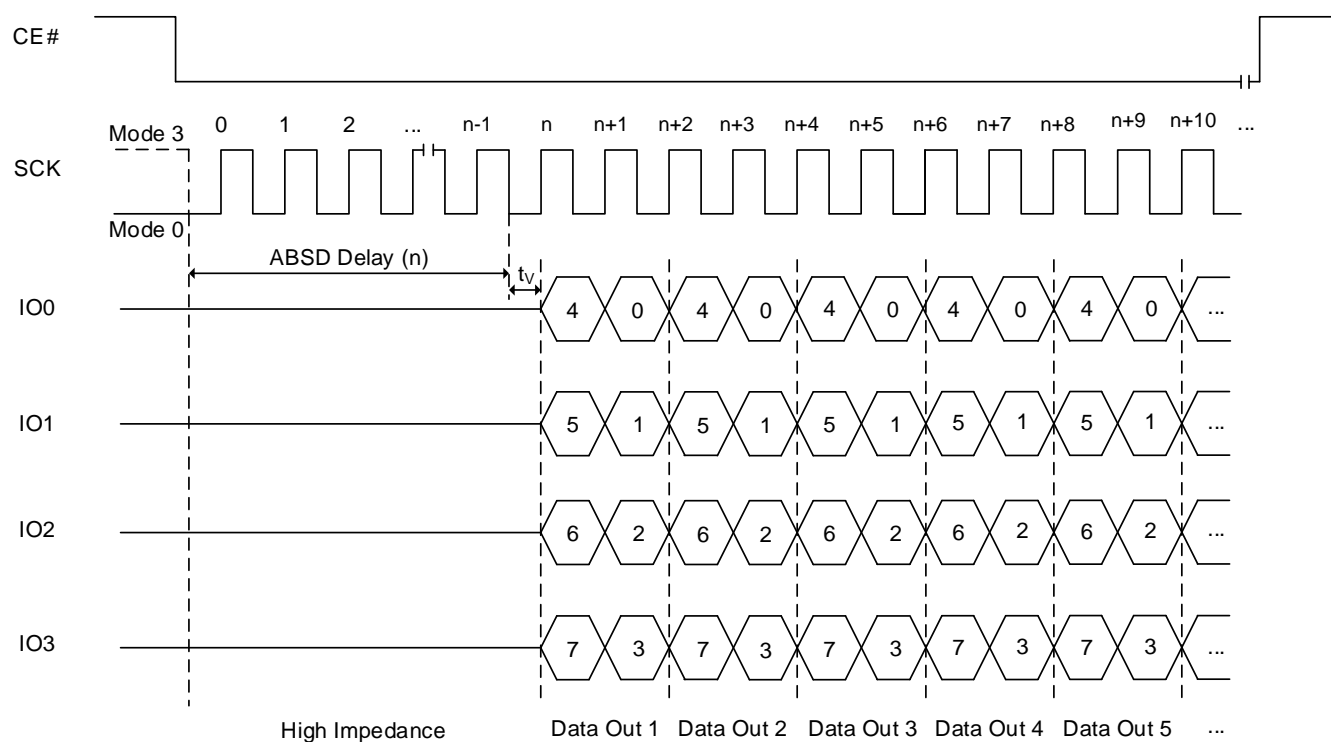 CE#
0 1 2 ... n-1 n n+1 n+2 n+3 n+4 n+5 n+6 n+7 n+8 n+9 n+10 ...
Mode 3
SCK
Mode 0
ABSD Delay (n)
tV
IO0 4 0 4 0 4 0 4 0 4 0 ...
IO1 5 1 5 1 5 1 5 1 5 1 ...
IO2 6 2 6 2 6 2 6 2 6 2 ...
IO3 7 3 7 3 7 3 7 3 7 3 ...
High Impedance Data Out 1 Data Out 2 Data Out 3 Data Out 4 Data Out 5 ...